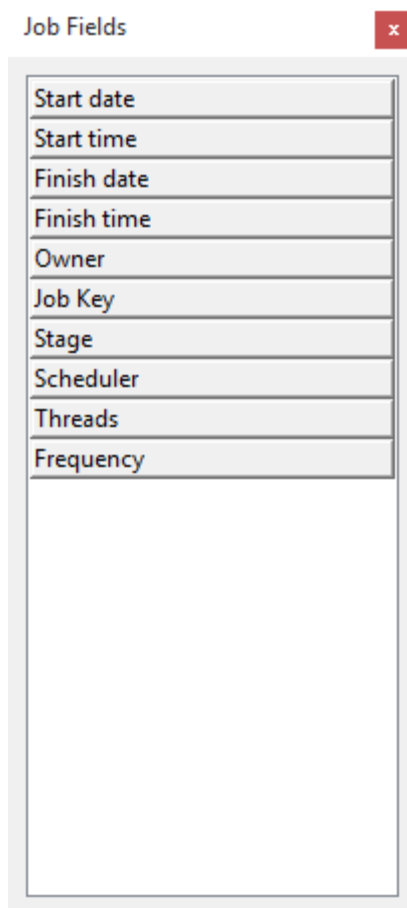 Job Fields
x
Start date
Start time
Finish date
Finish time
Owner
Job Key
Stage
Scheduler
Threads
Frequency